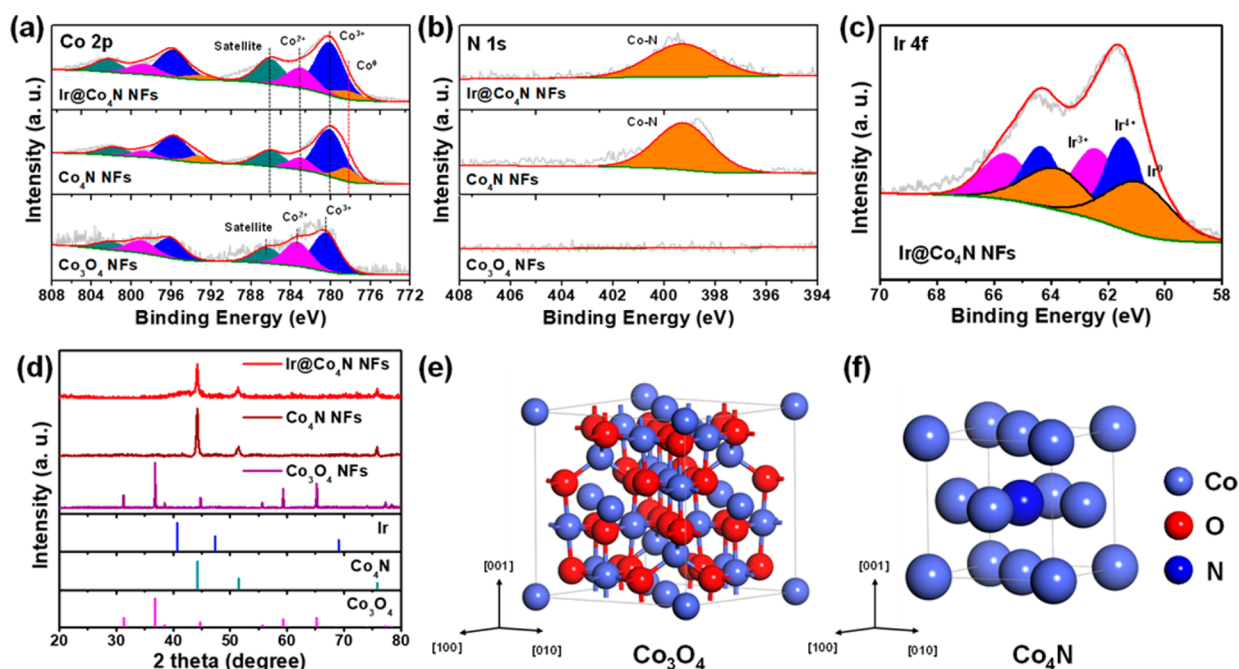 (a)
Co 2p
Satellite
Co²⁺
Co³⁺
Co⁰
Ir@Co₄N NFs
Co₄N NFs
Satellite
Co²⁺
Co³⁺
Co₃O₄ NFs
Intensity (a. u.)
808 804 800 796 792 788 784 780 776 772
Binding Energy (eV)
(b)
N 1s
Co-N
Ir@Co₄N NFs
Co-N
Co₄N NFs
Co₃O₄ NFs
Intensity (a. u.)
408 406 404 402 400 398 396 394
Binding Energy (eV)
(c)
Ir 4f
Ir³⁺
Ir⁴⁺
Ir⁰
Ir@Co₄N NFs
Intensity (a. u.)
70 68 66 64 62 60 58
Binding Energy (eV)
(d)
Ir@Co₄N NFs
Co₄N NFs
Co₃O₄ NFs
Ir
Co₄N
Co₃O₄
Intensity (a. u.)
20 30 40 50 60 70 80
2 theta (degree)
(e)
[001]
[100]
[010]
Co₃O₄
(f)
[001]
[100]
[010]
Co₄N
Co
O
N